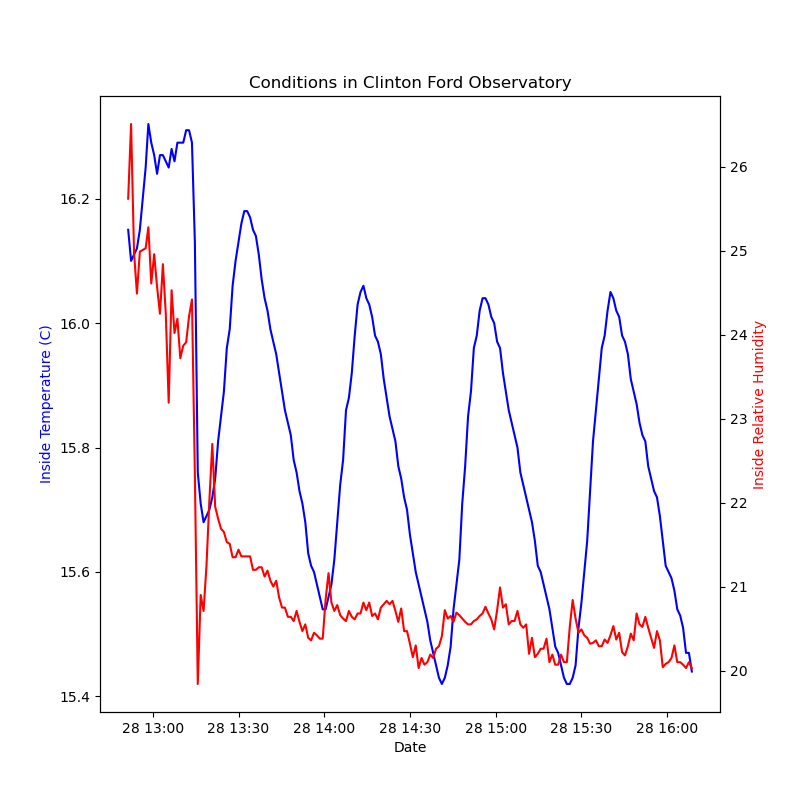 Conditions in Clinton Ford Observatory
Inside Temperature (C)
16.2
16.0
15.8
15.6
15.4
26
25
24
23
22
21
20
Inside Relative Humidity
28 13:00 28 13:30 28 14:00 28 14:30 28 15:00 28 15:30 28 16:00
Date